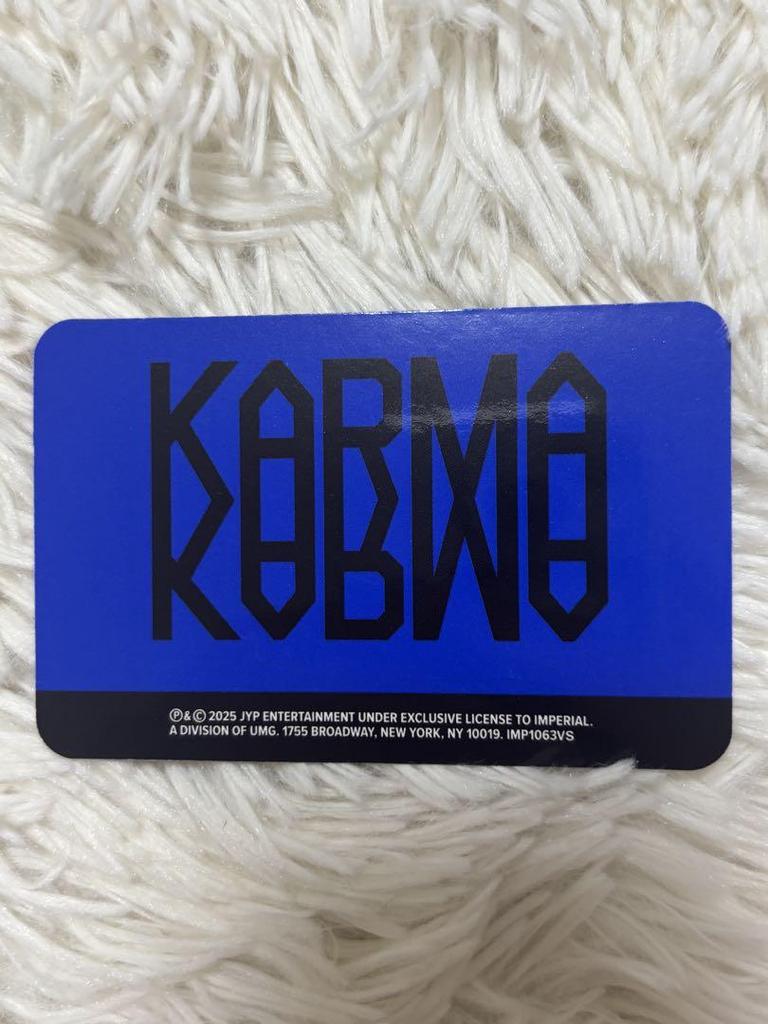 KARMA
℗&© 2025 JYP ENTERTAINMENT UNDER EXCLUSIVE LICENSE TO IMPERIAL.
A DIVISION OF UMG. 1755 BROADWAY, NEW YORK, NY 10019. IMP1063VS